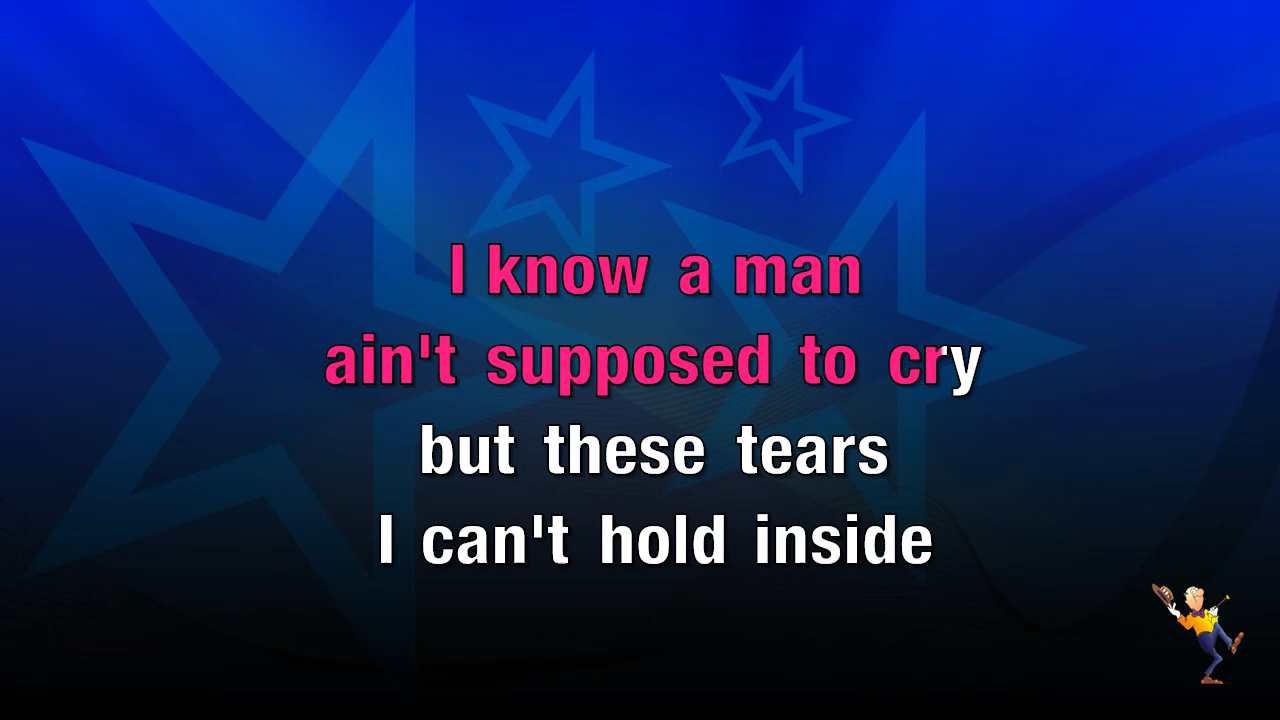 I know a man
ain't supposed to cry
but these tears
I can't hold inside